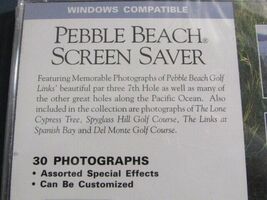 WINDOWS COMPATIBLE
PEBBLE BEACH®
SCREEN SAVER
Featuring Memorable Photographs of Pebble Beach Golf
Links' beautiful par three 7th Hole as well as many of
the other great holes along the Pacific Ocean. Also
included in the collection are photographs of The Lone
Cypress Tree, Spyglass Hill Golf Course, The Links at
Spanish Bay and Del Monte Golf Course.
30 PHOTOGRAPHS
• Assorted Special Effects
• Can Be Customized